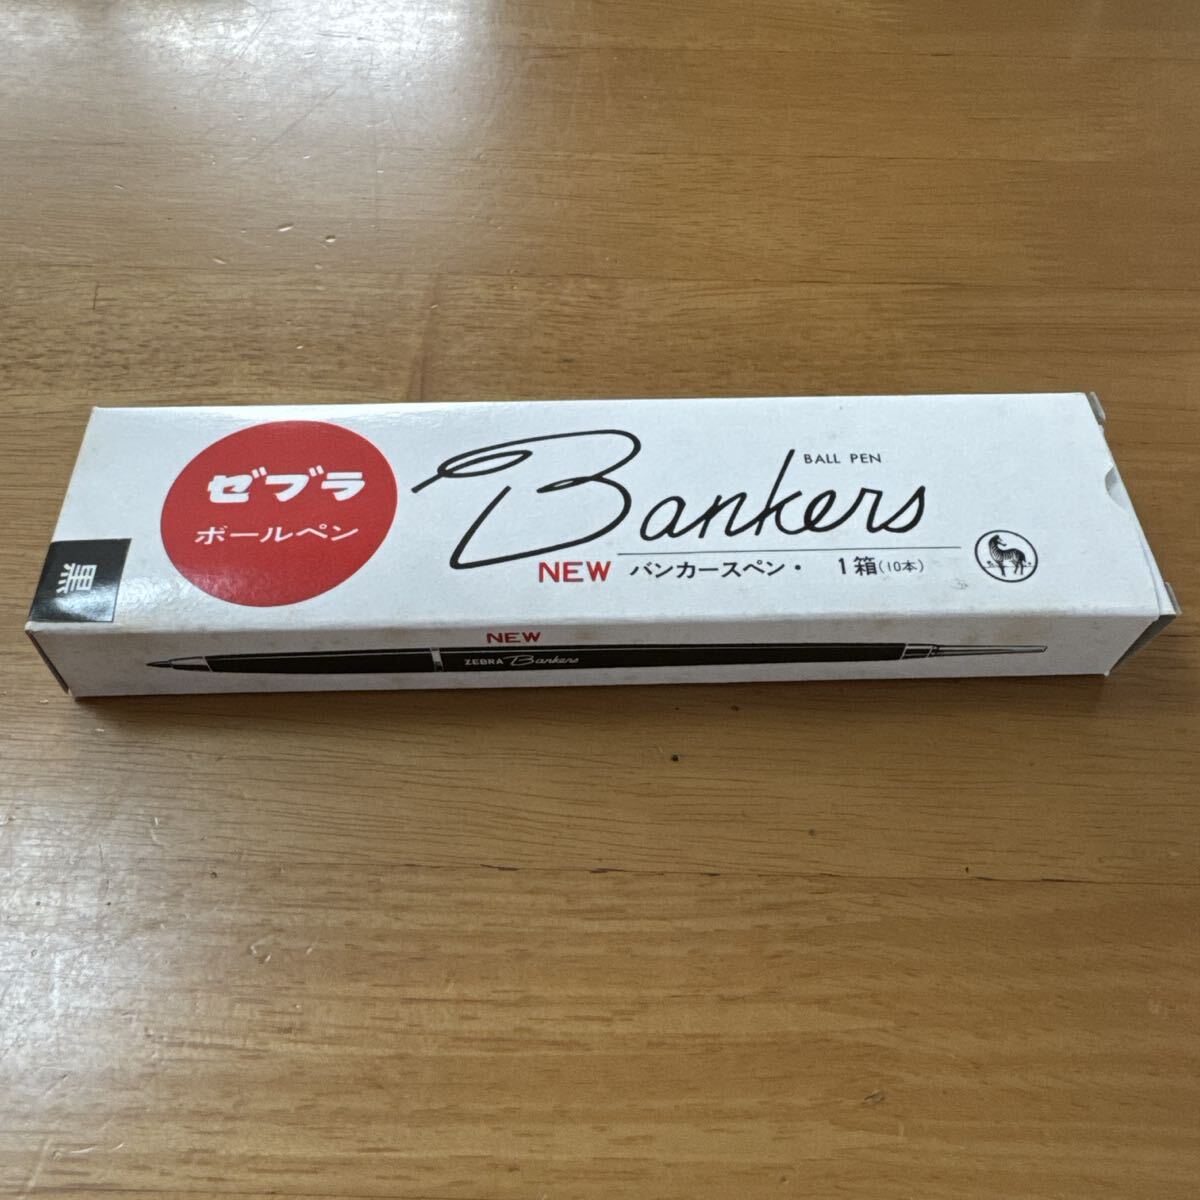 ゼブラ
ボールペン
Bankers
BALL PEN
NEW バンカースペン・ 1箱(10本)
黒
NEW
ZEBRA Bankers